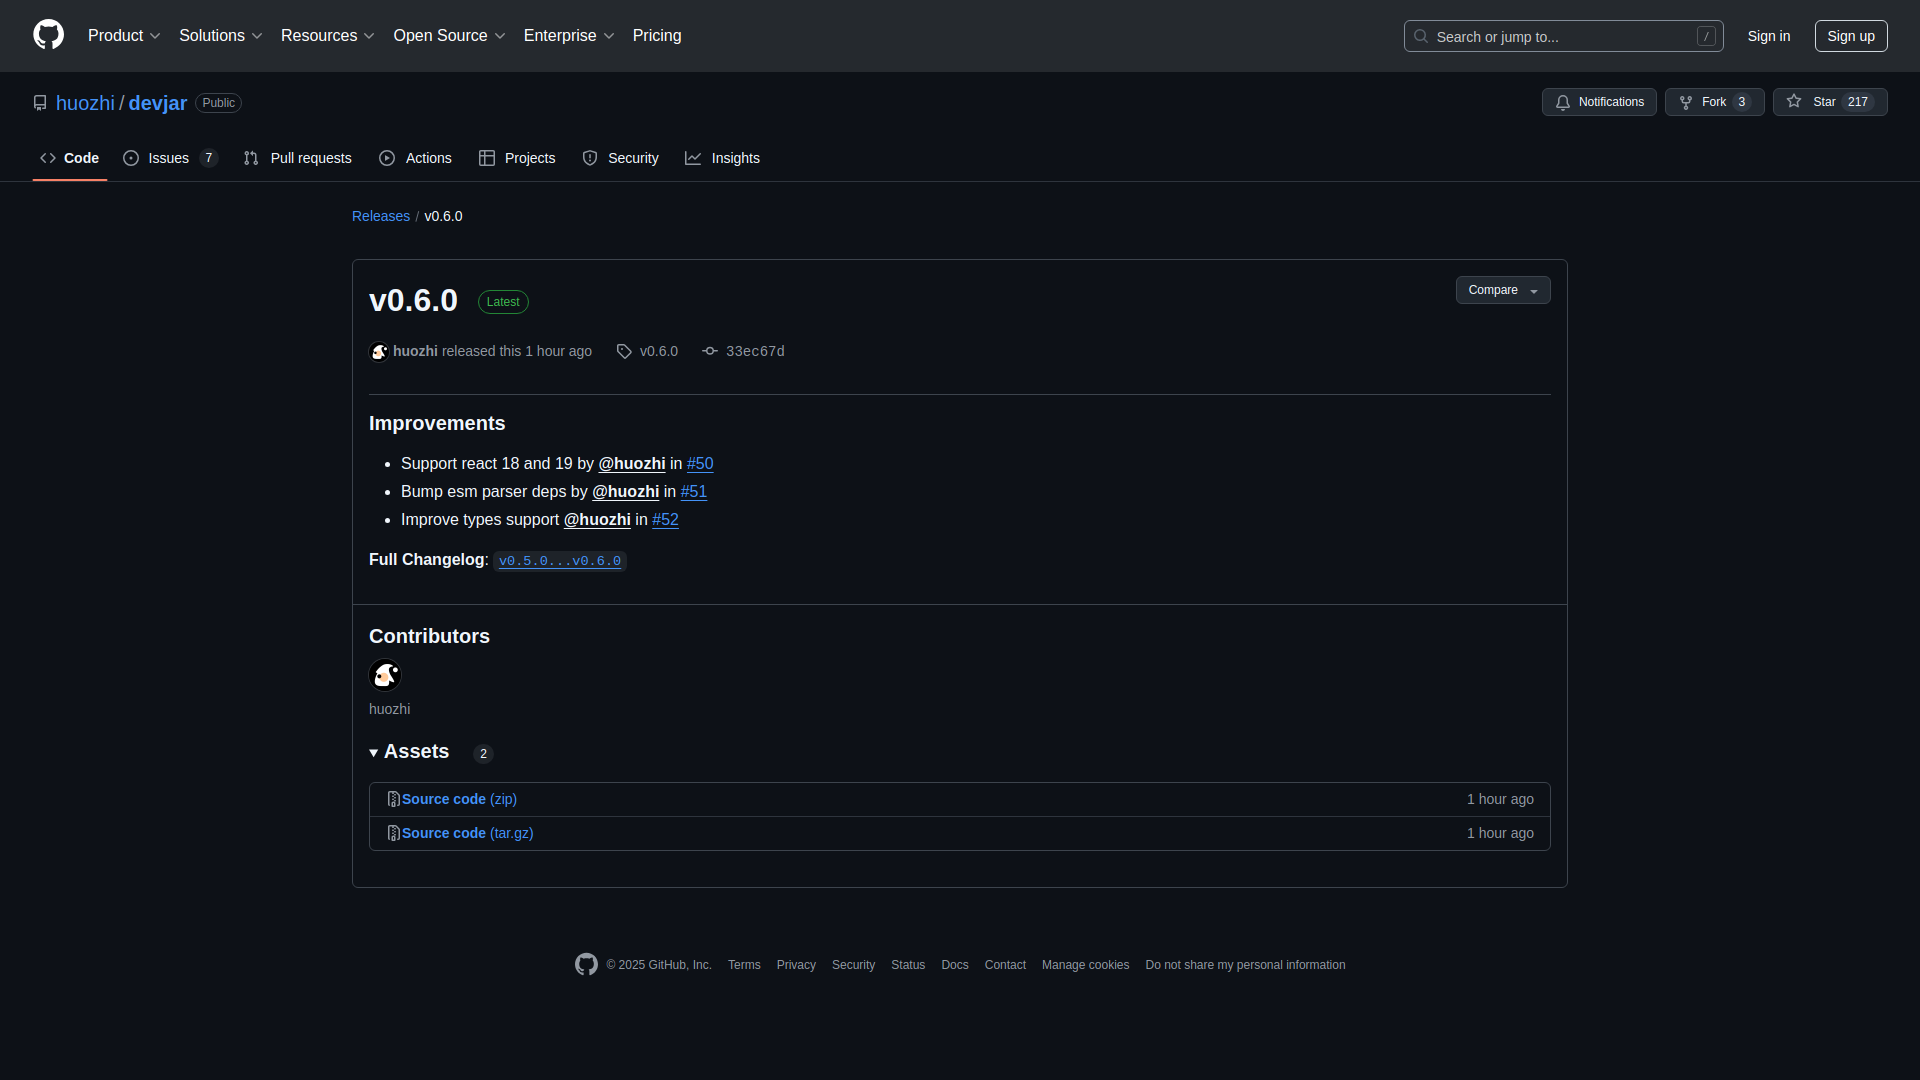 Product Solutions Resources Open Source Enterprise Pricing Search or jump to... / Sign in Sign up
huozhi / devjar Public Notifications Fork 3 Star 217
Code Issues 7 Pull requests Actions Projects Security Insights
Releases / v0.6.0
v0.6.0 Latest Compare
huozhi released this 1 hour ago v0.6.0 33ec67d
Improvements
• Support react 18 and 19 by @huozhi in #50
• Bump esm parser deps by @huozhi in #51
• Improve types support @huozhi in #52
Full Changelog: v0.5.0...v0.6.0
Contributors
huozhi
Assets 2
Source code (zip) 1 hour ago
Source code (tar.gz) 1 hour ago
© 2025 GitHub, Inc. Terms Privacy Security Status Docs Contact Manage cookies Do not share my personal information